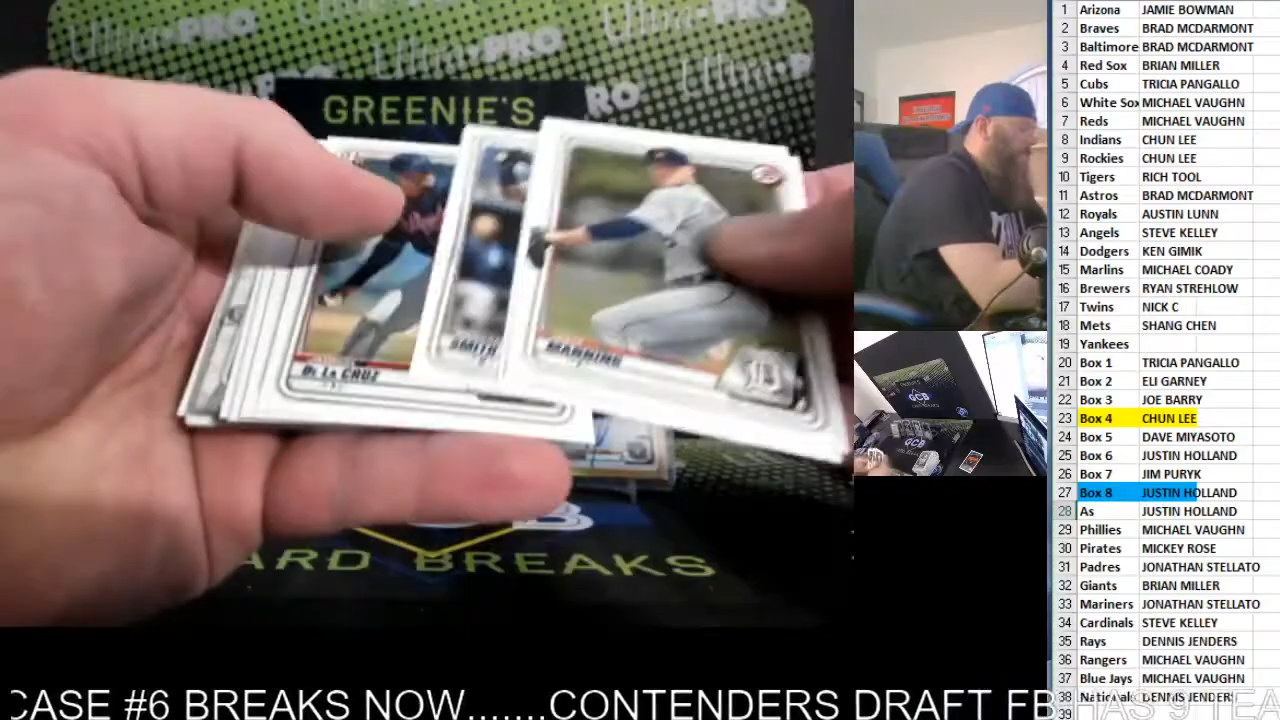 Ultra-PRO
Ultra-PRO
Ultra-PRO
GREENIE'S
RO
DE LA CRUZ
SMITH
MANNING
ARD BREAKS
GCB
GCB
1 Arizona JAMIE BOWMAN
2 Braves BRAD MCDARMONT
3 Baltimore BRAD MCDARMONT
4 Red Sox BRIAN MILLER
5 Cubs TRICIA PANGALLO
6 White Sox MICHAEL VAUGHN
7 Reds MICHAEL VAUGHN
8 Indians CHUN LEE
9 Rockies CHUN LEE
10 Tigers RICH TOOL
11 Astros BRAD MCDARMONT
12 Royals AUSTIN LUNN
13 Angels STEVE KELLEY
14 Dodgers KEN GIMIK
15 Marlins MICHAEL COADY
16 Brewers RYAN STREHLOW
17 Twins NICK C
18 Mets SHANG CHEN
19 Yankees
20 Box 1 TRICIA PANGALLO
21 Box 2 ELI GARNEY
22 Box 3 JOE BARRY
23 Box 4 CHUN LEE
24 Box 5 DAVE MIYASOTO
25 Box 6 JUSTIN HOLLAND
26 Box 7 JIM PURYK
27 Box 8 JUSTIN HOLLAND
28 As JUSTIN HOLLAND
29 Phillies MICHAEL VAUGHN
30 Pirates MICKEY ROSE
31 Padres JONATHAN STELLATO
32 Giants BRIAN MILLER
33 Mariners JONATHAN STELLATO
34 Cardinals STEVE KELLEY
35 Rays DENNIS JENDERS
36 Rangers MICHAEL VAUGHN
37 Blue Jays MICHAEL VAUGHN
38 Nationals DENNIS JENDERS
39
CASE #6 BREAKS NOW.......CONTENDERS DRAFT FB HAS 9 TEA